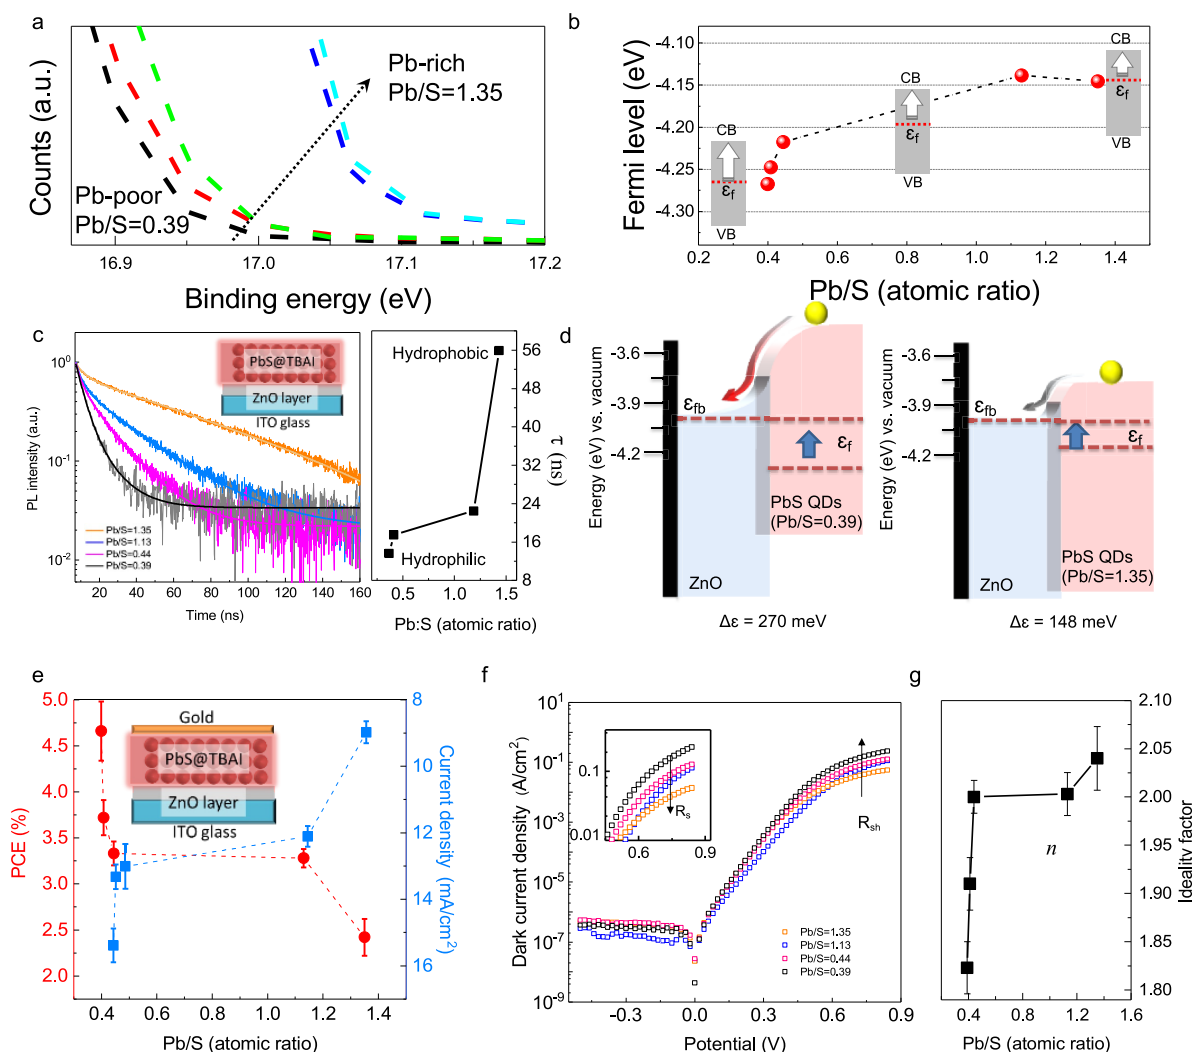 a
Counts (a.u.)
Pb-rich
Pb/S=1.35
Pb-poor
Pb/S=0.39
16.9
17.0
17.1
17.2
Binding energy (eV)
b
Fermi level (eV)
-4.10
-4.15
-4.20
-4.25
-4.30
CB
εf
VB
CB
εf
VB
CB
εf
VB
0.2
0.4
0.6
0.8
1.0
1.2
1.4
Pb/S (atomic ratio)
c
PL intensity (a.u.)
10⁰
10⁻¹
10⁻²
PbS@TBAI
ZnO layer
ITO glass
Pb/S=1.35
Pb/S=1.13
Pb/S=0.44
Pb/S=0.39
20
40
60
80
100
120
140
160
Time (ns)
Hydrophobic
Hydrophilic
56
48
40
32
24
16
8
τ (ns)
0.5
1.0
1.5
Pb:S (atomic ratio)
d
Energy (eV) vs. vacuum
-3.6
-3.9
-4.2
εfb
εf
PbS QDs
(Pb/S=0.39)
ZnO
Δε = 270 meV
Energy (eV) vs. vacuum
-3.6
-3.9
-4.2
εfb
εf
PbS QDs
(Pb/S=1.35)
ZnO
Δε = 148 meV
e
PCE (%)
5.0
4.5
4.0
3.5
3.0
2.5
2.0
Gold
PbS@TBAI
ZnO layer
ITO glass
8
9
12
14
16
Current density (mA/cm²)
0.4
0.6
0.8
1.0
1.2
1.4
Pb/S (atomic ratio)
f
Dark current density (A/cm²)
10¹
10⁻¹
10⁻²
10⁻³
10⁻⁵
10⁻⁶
10⁻⁷
10⁻⁹
0.1
0.01
Rs
0.6
0.9
Rsh
Pb/S=1.35
Pb/S=1.13
Pb/S=0.44
Pb/S=0.39
-0.3
0.0
0.3
0.6
0.9
Potential (V)
g
n
2.10
2.05
2.00
1.95
1.90
1.85
1.80
Ideality factor
0.4
0.8
1.2
1.6
Pb/S (atomic ratio)